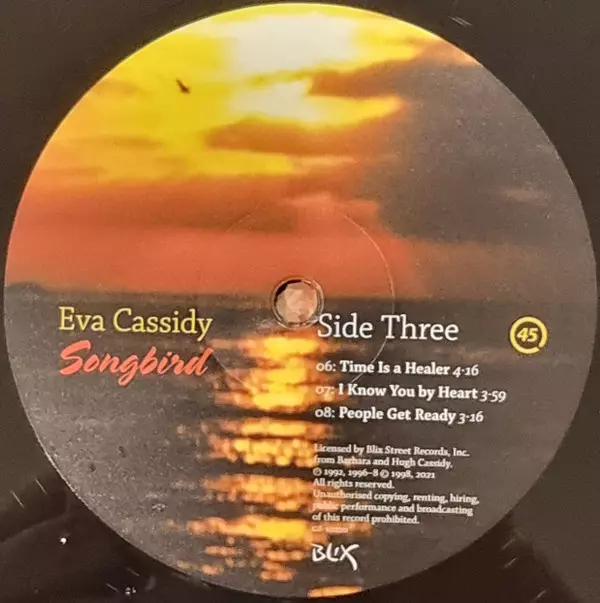 Eva Cassidy
Songbird
Side Three
45
06: Time Is a Healer 4·16
07: I Know You by Heart 3·59
08: People Get Ready 3·16
Licensed by Blix Street Records, Inc.
from Barbara and Hugh Cassidy.
℗ 1992, 1996–8 © 1998, 2021
All rights reserved.
Unauthorised copying, renting, hiring,
public performance and broadcasting
of this record prohibited.
BLIX